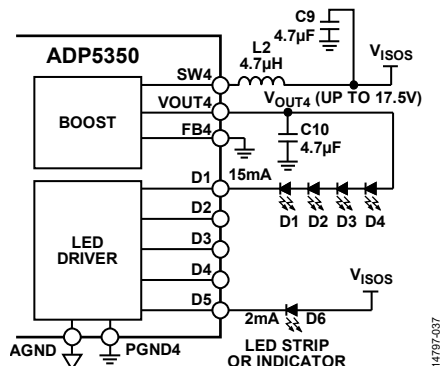 ADP5350
C9
4.7µF
L2
4.7µH
VISOS
SW4
VOUT4
VOUT4 (UP TO 17.5V)
BOOST
FB4
C10
4.7µF
D1
15mA
D2
D1 D2 D3 D4
LED
DRIVER
D3
D4
VISOS
D5
2mA
D6
AGND
PGND4
LED STRIP
OR INDICATOR
14797-037